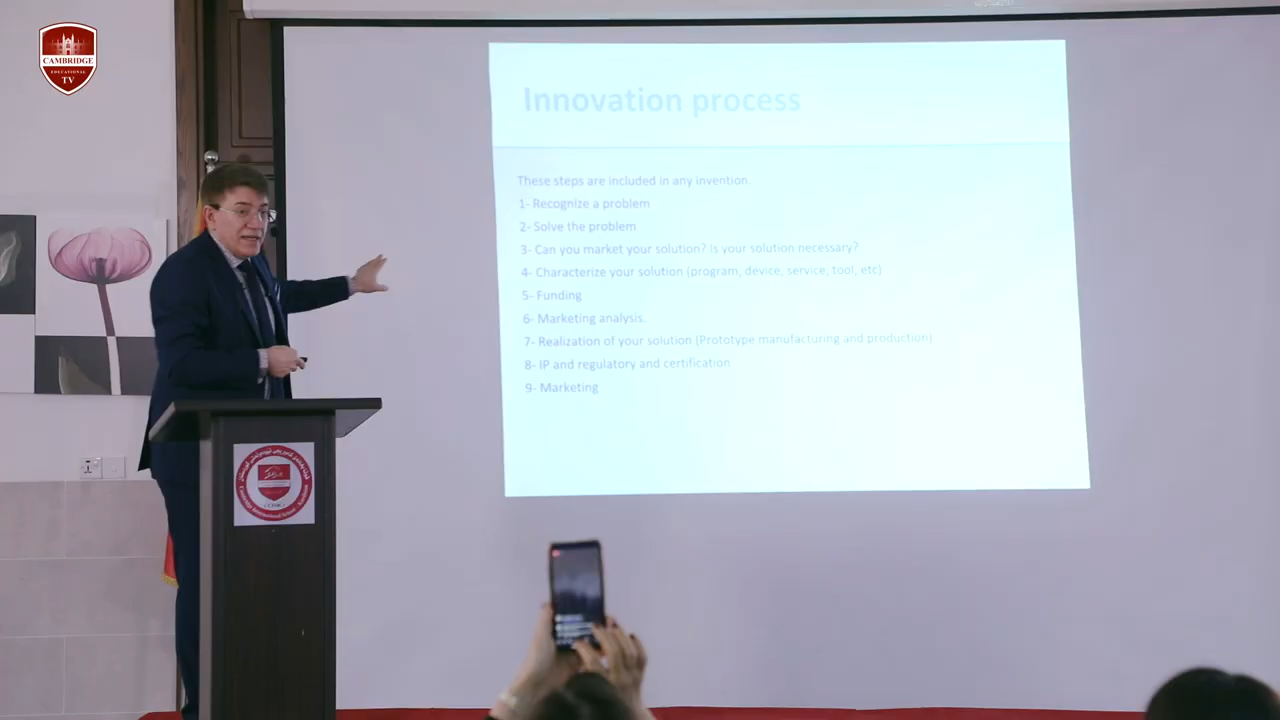 CAMBRIDGE
EDUCATIONAL
TV
Innovation process
These steps are included in any invention.
1- Recognize a problem
2- Solve the problem
3- Can you market your solution? Is your solution necessary?
4- Characterize your solution (program, device, service, tool, etc)
5- Funding
6- Marketing analysis.
7- Realization of your solution (Prototype manufacturing and production)
8- IP and regulatory and certification
9- Marketing